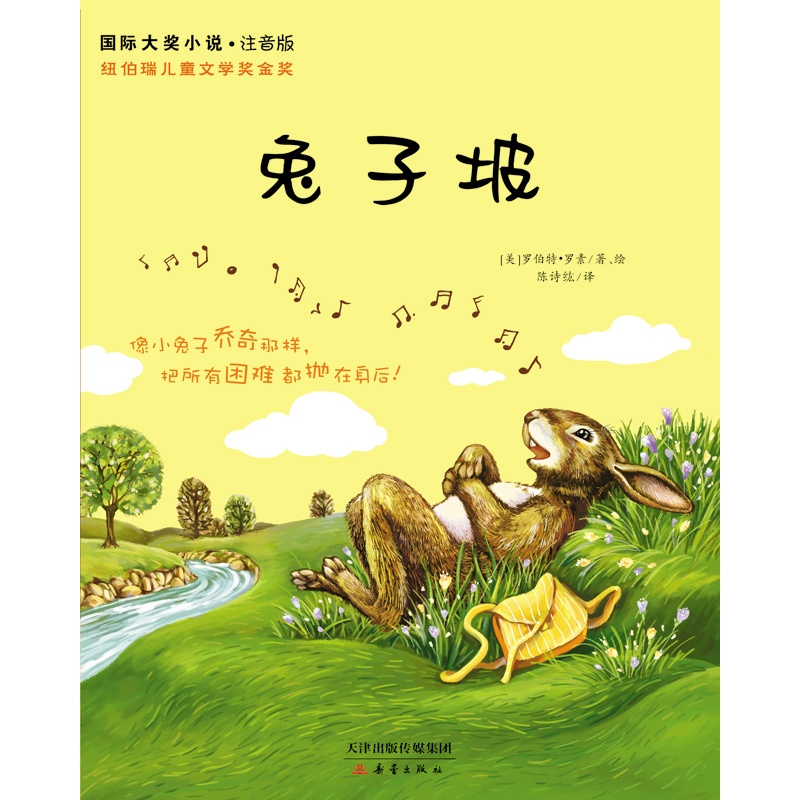 国际大奖小说·注音版
纽伯瑞儿童文学奖金奖
兔子坡
[美]罗伯特·罗素/著、绘
陈诗纮/译
像小兔子乔奇那样，
把所有困难都抛在身后！
天津出版传媒集团
新蕾出版社